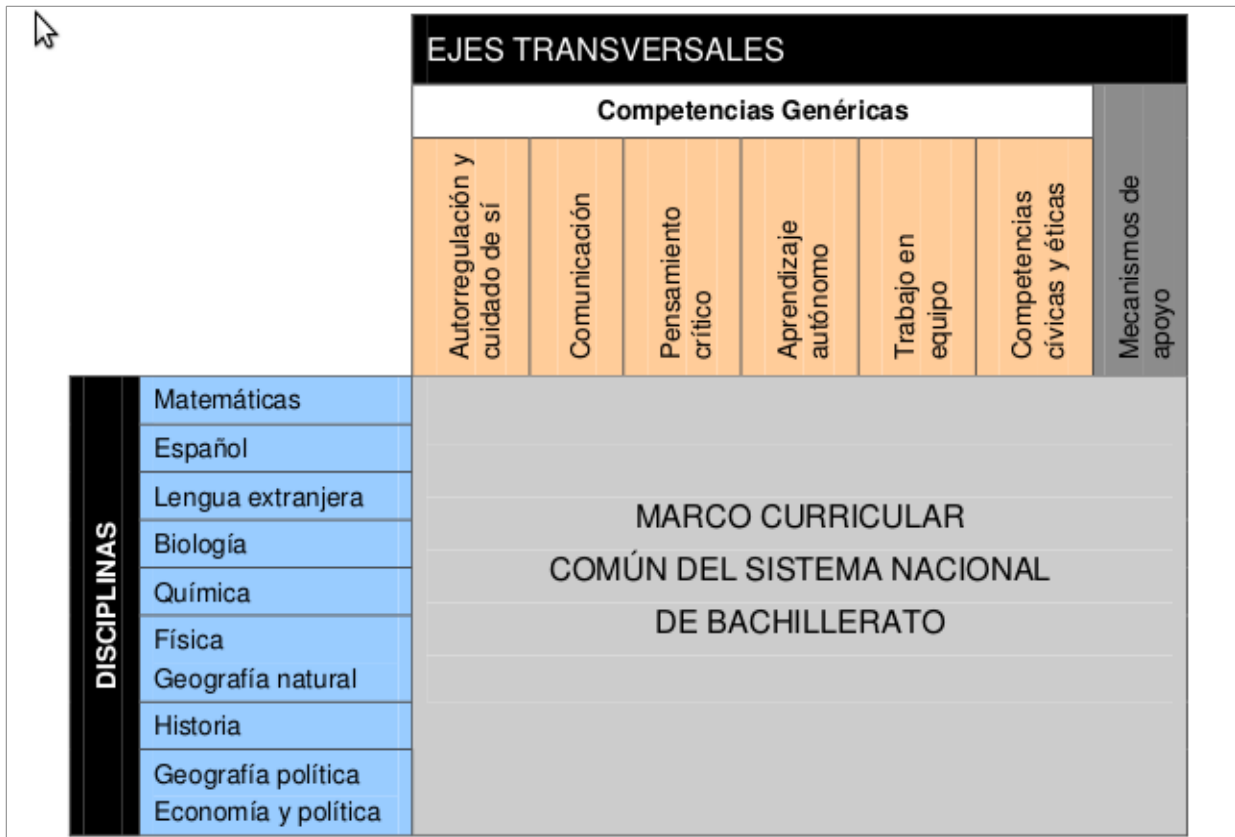 EJES TRANSVERSALES
Competencias Genéricas
Autorregulación y
cuidado de sí
Comunicación
Pensamiento
crítico
Aprendizaje
autónomo
Trabajo en
equipo
Competencias
cívicas y éticas
Mecanismos de
apoyo
DISCIPLINAS
Matemáticas
Español
Lengua extranjera
Biología
Química
Física
Geografía natural
Historia
Geografía política
Economía y política
MARCO CURRICULAR
COMÚN DEL SISTEMA NACIONAL
DE BACHILLERATO